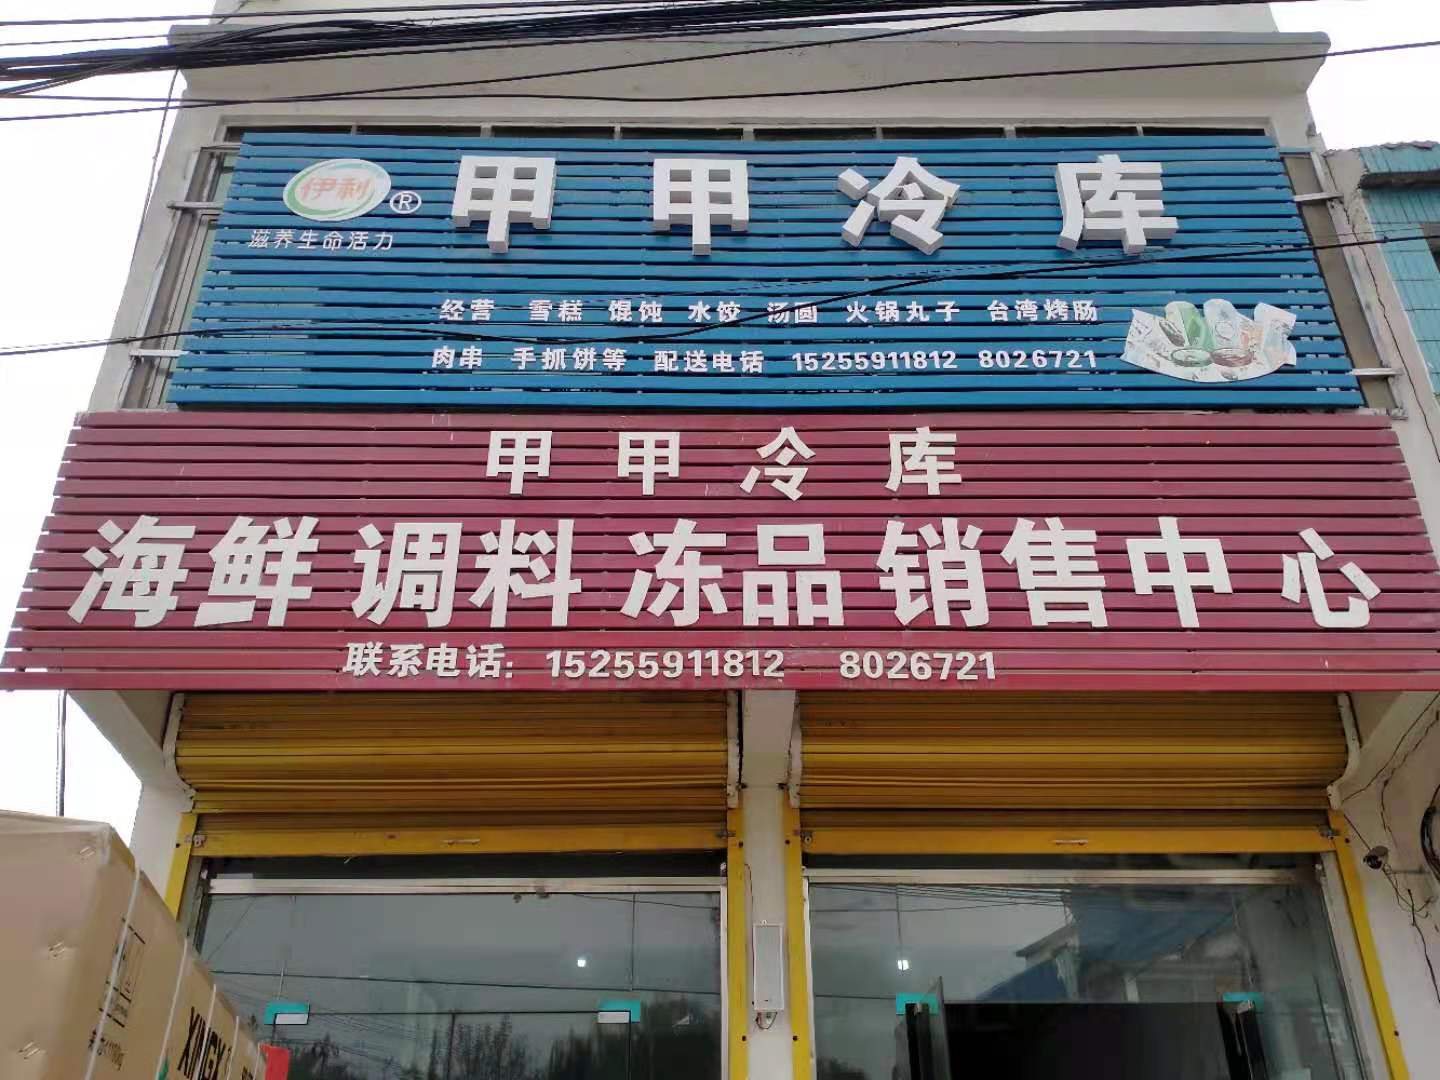 伊利®
滋养生命活力
甲甲冷库
经营 雪糕 馄饨 水饺 汤圆 火锅丸子 台湾烤肠
肉串 手抓饼等 配送电话 15255911812 8026721
甲甲冷库
海鲜调料冻品销售中心
联系电话：15255911812 8026721
XINGX